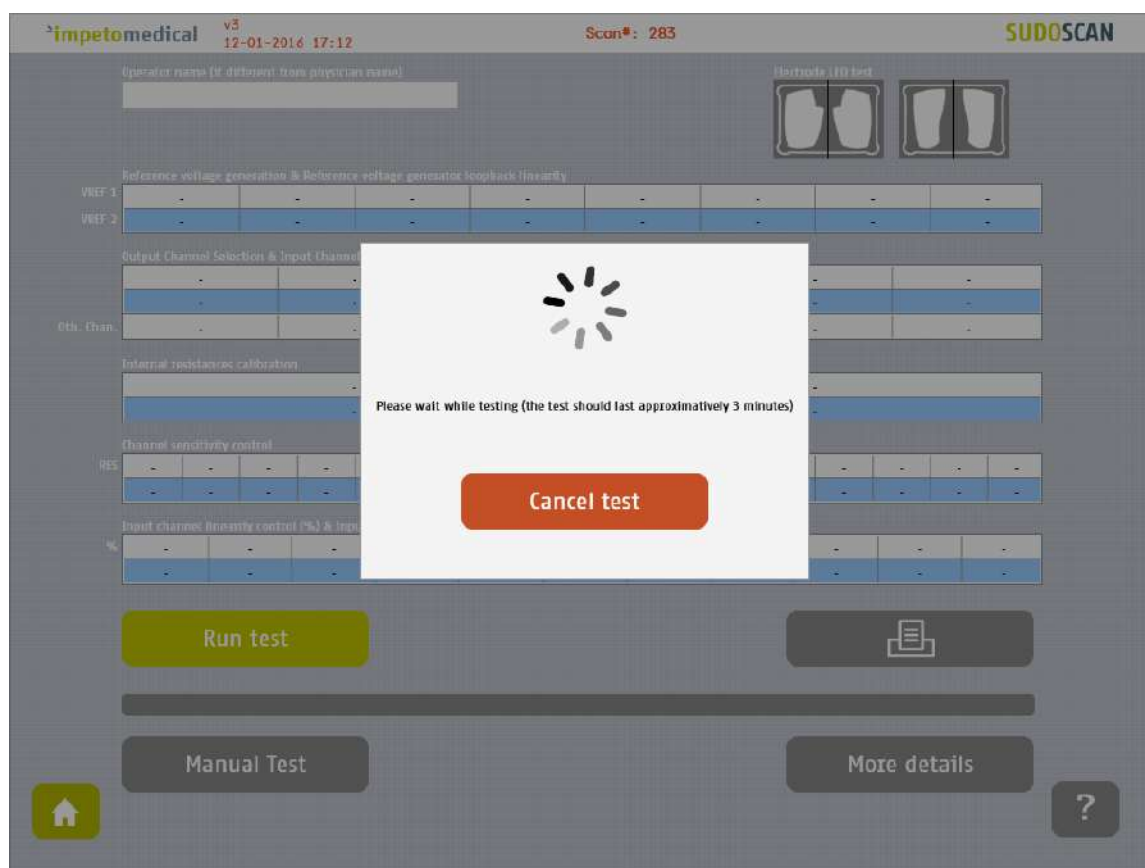 impetomedical
v3
12-01-2016 17:12
Scan#: 283
SUDOSCAN
Operator name (if different from physician name)
Electrode LFD test
Reference voltage generation & Reference voltage generator loopback linearity
VREF 1 - - - - - - - -
VREF 2 - - - - - - - -
Output Channel Selection & Input Channel
- - - -
- - - -
Oth. Chan. - - - -
Internal resistances calibration
- -
- -
Please wait while testing (the test should last approximatively 3 minutes)
Channel sensitivity control
RES - - - - - - - -
- - - - - - - -
Cancel test
Input channel linearity control (%) &
% - - - - - -
- - - - - -
Run test
Manual Test
More details
?